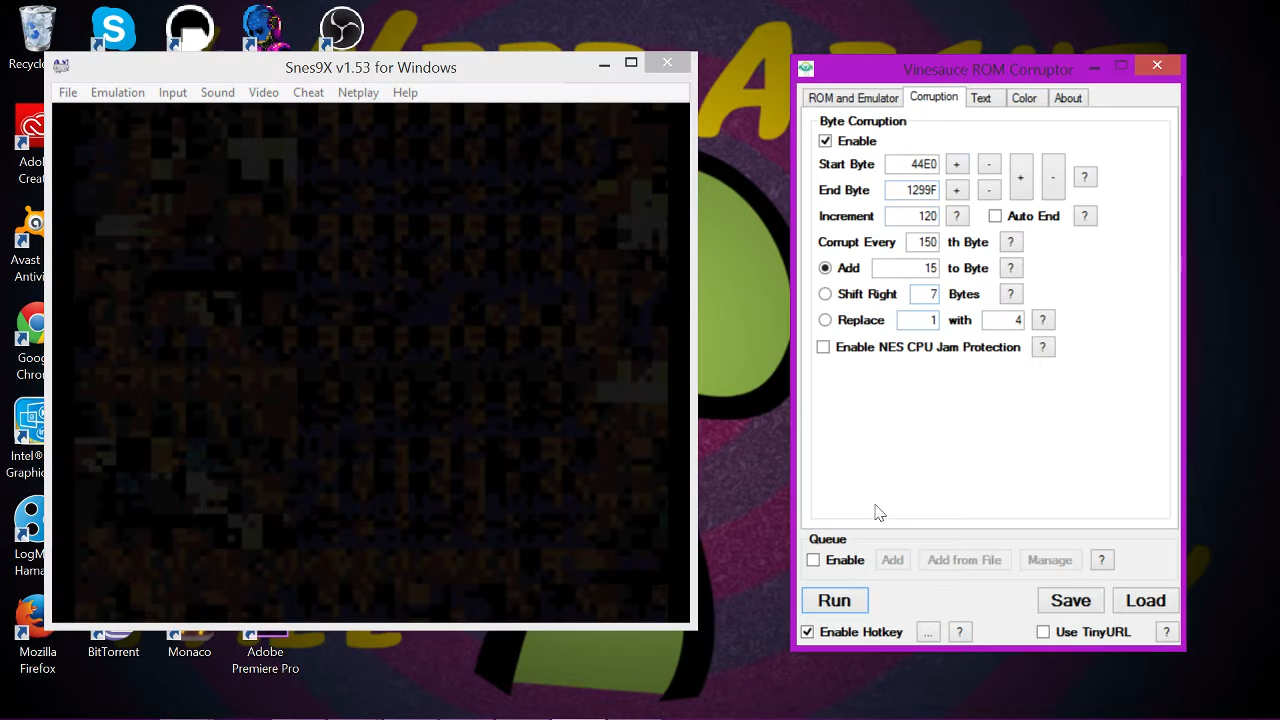 Recycle
Snes9X v1.53 for Windows
File Emulation Input Sound Video Cheat Netplay Help
Adob
Creat
Avast
Antivi
Goog
Chron
Intel®
Graphic
LogM
Hama
Mozilla
Firefox
BitTorrent
Monaco
Adobe
Premiere Pro
Vinesauce ROM Corruptor
ROM and Emulator Corruption Text Color About
Byte Corruption
Enable
Start Byte 44E0 + - + - ?
End Byte 1299F + -
Increment 120 ? Auto End ?
Corrupt Every 150 th Byte ?
Add 15 to Byte ?
Shift Right 7 Bytes ?
Replace 1 with 4 ?
Enable NES CPU Jam Protection ?
Queue
Enable Add Add from File Manage ?
Run Save Load
Enable Hotkey ... ? Use TinyURL ?